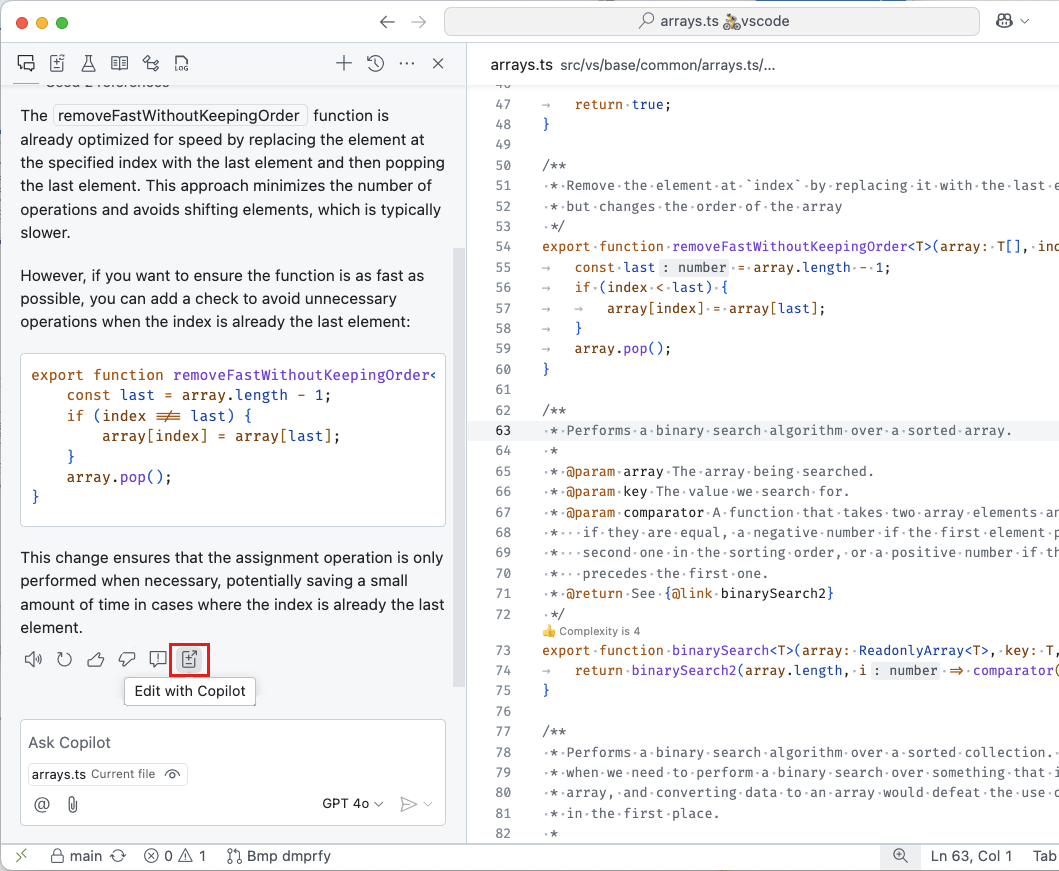 arrays.ts 🚴vscode
LOG
The removeFastWithoutKeepingOrder function is
already optimized for speed by replacing the element at
the specified index with the last element and then popping
the last element. This approach minimizes the number of
operations and avoids shifting elements, which is typically
slower.
However, if you want to ensure the function is as fast as
possible, you can add a check to avoid unnecessary
operations when the index is already the last element:
export function removeFastWithoutKeepingOrder<
const last = array.length - 1;
if (index !== last) {
array[index] = array[last];
}
array.pop();
}
This change ensures that the assignment operation is only
performed when necessary, potentially saving a small
amount of time in cases where the index is already the last
element.
Edit with Copilot
Ask Copilot
arrays.ts Current file
@ GPT 4o
arrays.ts src/vs/base/common/arrays.ts/...
47 return true;
48 }
49
50 /**
51 * Remove the element at `index` by replacing it with the last
52 * but changes the order of the array
53 */
54 export function removeFastWithoutKeepingOrder<T>(array: T[],
55 const last : number = array.length - 1;
56 if (index < last) {
57 array[index] = array[last];
58 }
59 array.pop();
60 }
61
62 /**
63 * Performs a binary search algorithm over a sorted array.
64 *
65 * @param array The array being searched.
66 * @param key The value we search for.
67 * @param comparator A function that takes two array elements
68 * if they are equal, a negative number if the first element
69 * second one in the sorting order, or a positive number if
70 * precedes the first one.
71 * @return See {@link binarySearch2}
72 */
👍 Complexity is 4
73 export function binarySearch<T>(array: ReadonlyArray<T>, key: T,
74 return binarySearch2(array.length, i : number => comparator(
75 }
76
77 /**
78 * Performs a binary search algorithm over a sorted collection.
79 * when we need to perform a binary search over something that
80 * array, and converting data to an array would defeat the use
81 * in the first place.
82 *
main 0 1 Bmp dmprfy Ln 63, Col 1 Tab